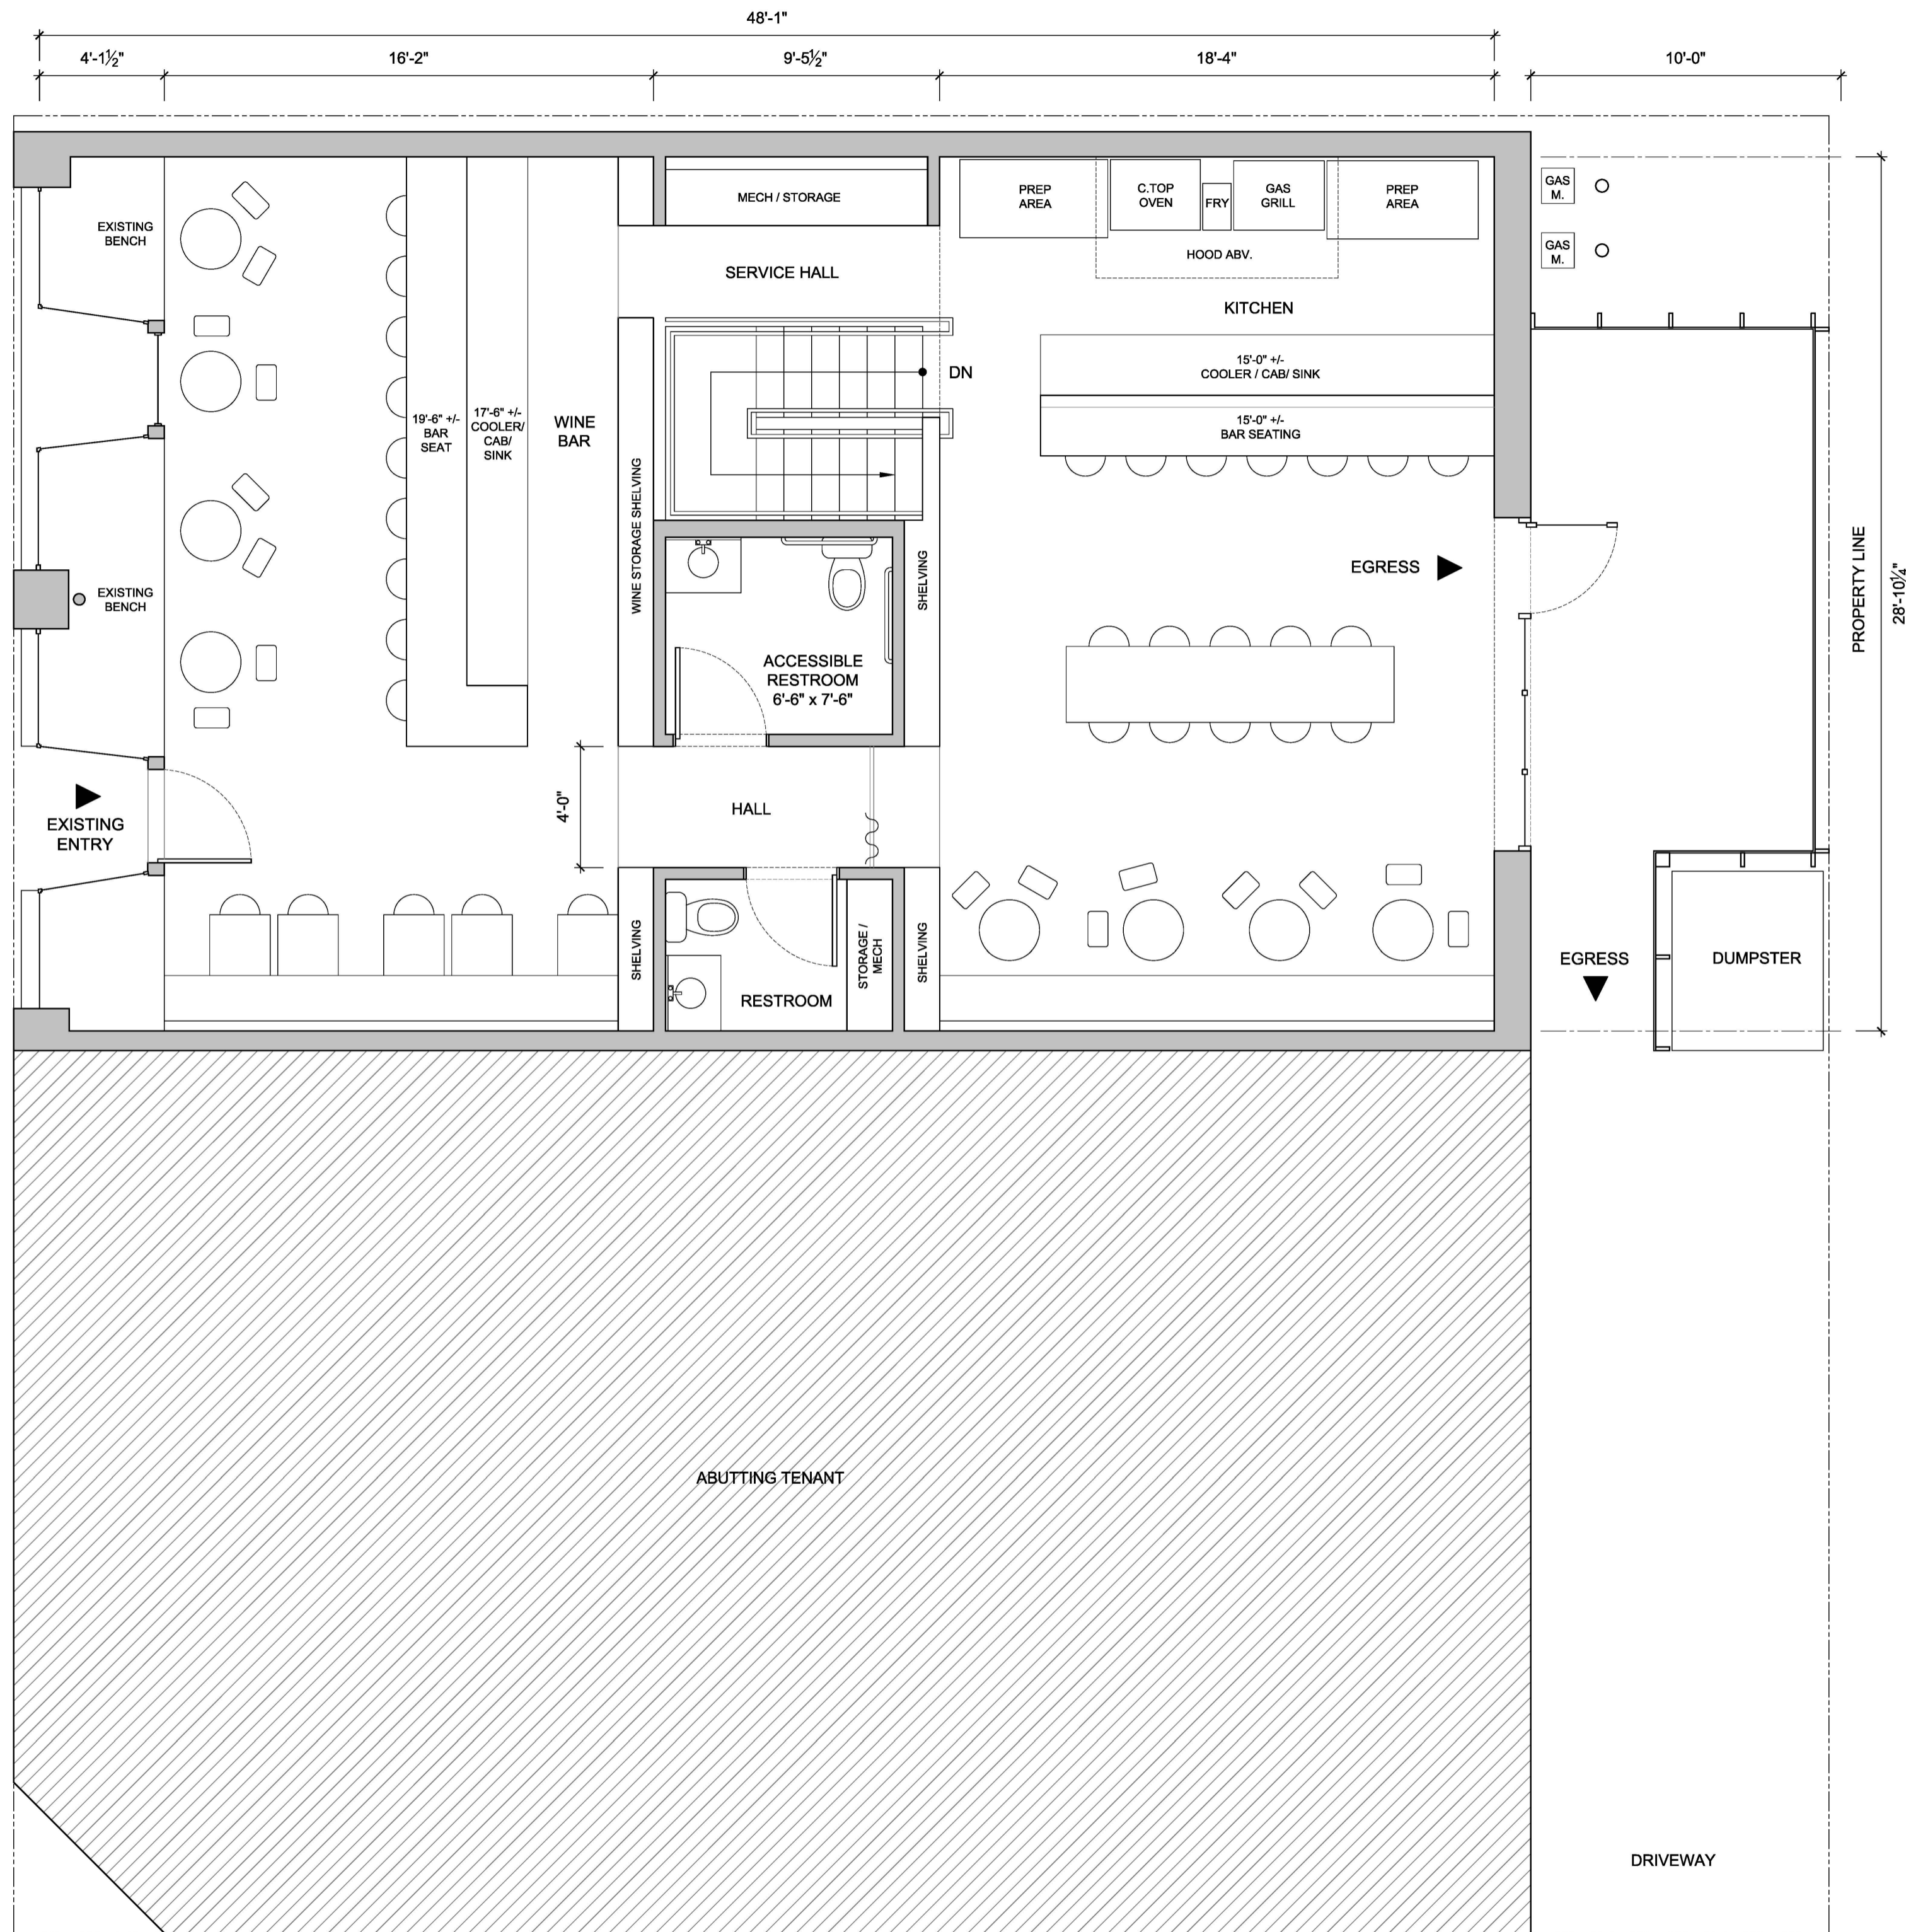 48'-1"
4'-1½"
16'-2"
9'-5½"
18'-4"
10'-0"
EXISTING
BENCH
MECH / STORAGE
SERVICE HALL
PREP
AREA
C.TOP
OVEN
FRY
GAS
GRILL
PREP
AREA
HOOD ABV.
KITCHEN
GAS
M.
GAS
M.
15'-0" +/-
COOLER / CAB/ SINK
DN
15'-0" +/-
BAR SEATING
19'-6" +/-
BAR
SEAT
17'-6" +/-
COOLER/
CAB/
SINK
WINE
BAR
WINE STORAGE SHELVING
SHELVING
EGRESS
PROPERTY LINE
28'-10¼"
EXISTING
BENCH
ACCESSIBLE
RESTROOM
6'-6" x 7'-6"
EXISTING
ENTRY
4'-0"
HALL
SHELVING
STORAGE /
MECH
SHELVING
RESTROOM
EGRESS
DUMPSTER
ABUTTING TENANT
DRIVEWAY